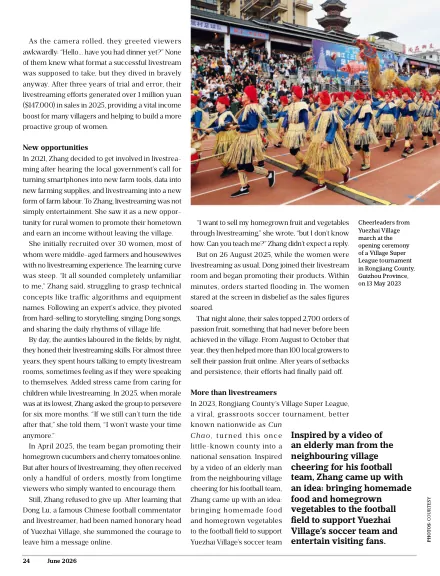 As the camera rolled, they greeted viewers
awkwardly. "Hello... have you had dinner yet?" None
of them knew what format a successful livestream
was supposed to take, but they dived in bravely
anyway. After three years of trial and error, their
livestreaming efforts generated over 1 million yuan
($147,000) in sales in 2025, providing a vital income
boost for many villagers and helping to build a more
proactive group of women.
New opportunities
In 2021, Zhang decided to get involved in livestrea-
ming after hearing the local government's call for
turning smartphones into new farm tools, data into
new farming supplies, and livestreaming into a new
form of farm labour. To Zhang, livestreaming was not
simply entertainment. She saw it as a new oppor-
tunity for rural women to promote their hometown
and earn an income without leaving the village.
She initially recruited over 30 women, most of
whom were middle-aged farmers and housewives
with no livestreaming experience. The learning curve
was steep. "It all sounded completely unfamiliar
to me," Zhang said, struggling to grasp technical
concepts like traffic algorithms and equipment
names. Following an expert's advice, they pivoted
from hard-selling to storytelling, singing Dong songs,
and sharing the daily rhythms of village life.
By day, the aunties laboured in the fields; by night,
they honed their livestreaming skills. For almost three
years, they spent hours talking to empty livestream
rooms, sometimes feeling as if they were speaking
to themselves. Added stress came from caring for
children while livestreaming. In 2025, when morale
was at its lowest, Zhang asked the group to persevere
for six more months. "If we still can't turn the tide
after that," she told them, "I won't waste your time
anymore."
In April 2025, the team began promoting their
homegrown cucumbers and cherry tomatoes online.
But after hours of livestreaming, they often received
only a handful of orders, mostly from longtime
viewers who simply wanted to encourage them.
Still, Zhang refused to give up. After learning that
Dong Lu, a famous Chinese football commentator
and livestreamer, had been named honorary head
of Yuezhai Village, she summoned the courage to
leave him a message online.
"I want to sell my homegrown fruit and vegetables
through livestreaming," she wrote, "but I don't know
how. Can you teach me?" Zhang didn't expect a reply.
But on 26 August 2025, while the women were
livestreaming as usual, Dong joined their livestream
room and began promoting their products. Within
minutes, orders started flooding in. The women
stared at the screen in disbelief as the sales figures
soared.
That night alone, their sales topped 2,700 orders of
passion fruit, something that had never before been
achieved in the village. From August to October that
year, they then helped more than 100 local growers to
sell their passion fruit online. After years of setbacks
and persistence, their efforts had finally paid off.
More than livestreamers
In 2023, Rongjiang County's Village Super League,
a viral, grassroots soccer tournament, better
known nationwide as Cun
Chao, turned this once
little-known county into a
national sensation. Inspired
by a video of an elderly man
from the neighbouring village
cheering for his football team,
Zhang came up with an idea:
bringing homemade food
and homegrown vegetables
to the football field to support
Yuezhai Village's soccer team
Inspired by a video of
an elderly man from the
neighbouring village
cheering for his football
team, Zhang came up with
an idea: bringing homemade
food and homegrown
vegetables to the football
field to support Yuezhai
Village's soccer team and
entertain visiting fans.
Cheerleaders from
Yuezhai Village
march at the
opening ceremony
of a Village Super
League tournament
in Rongjiang County,
Guizhou Province,
on 13 May 2023
PHOTOS: COURTESY
24 June 2026